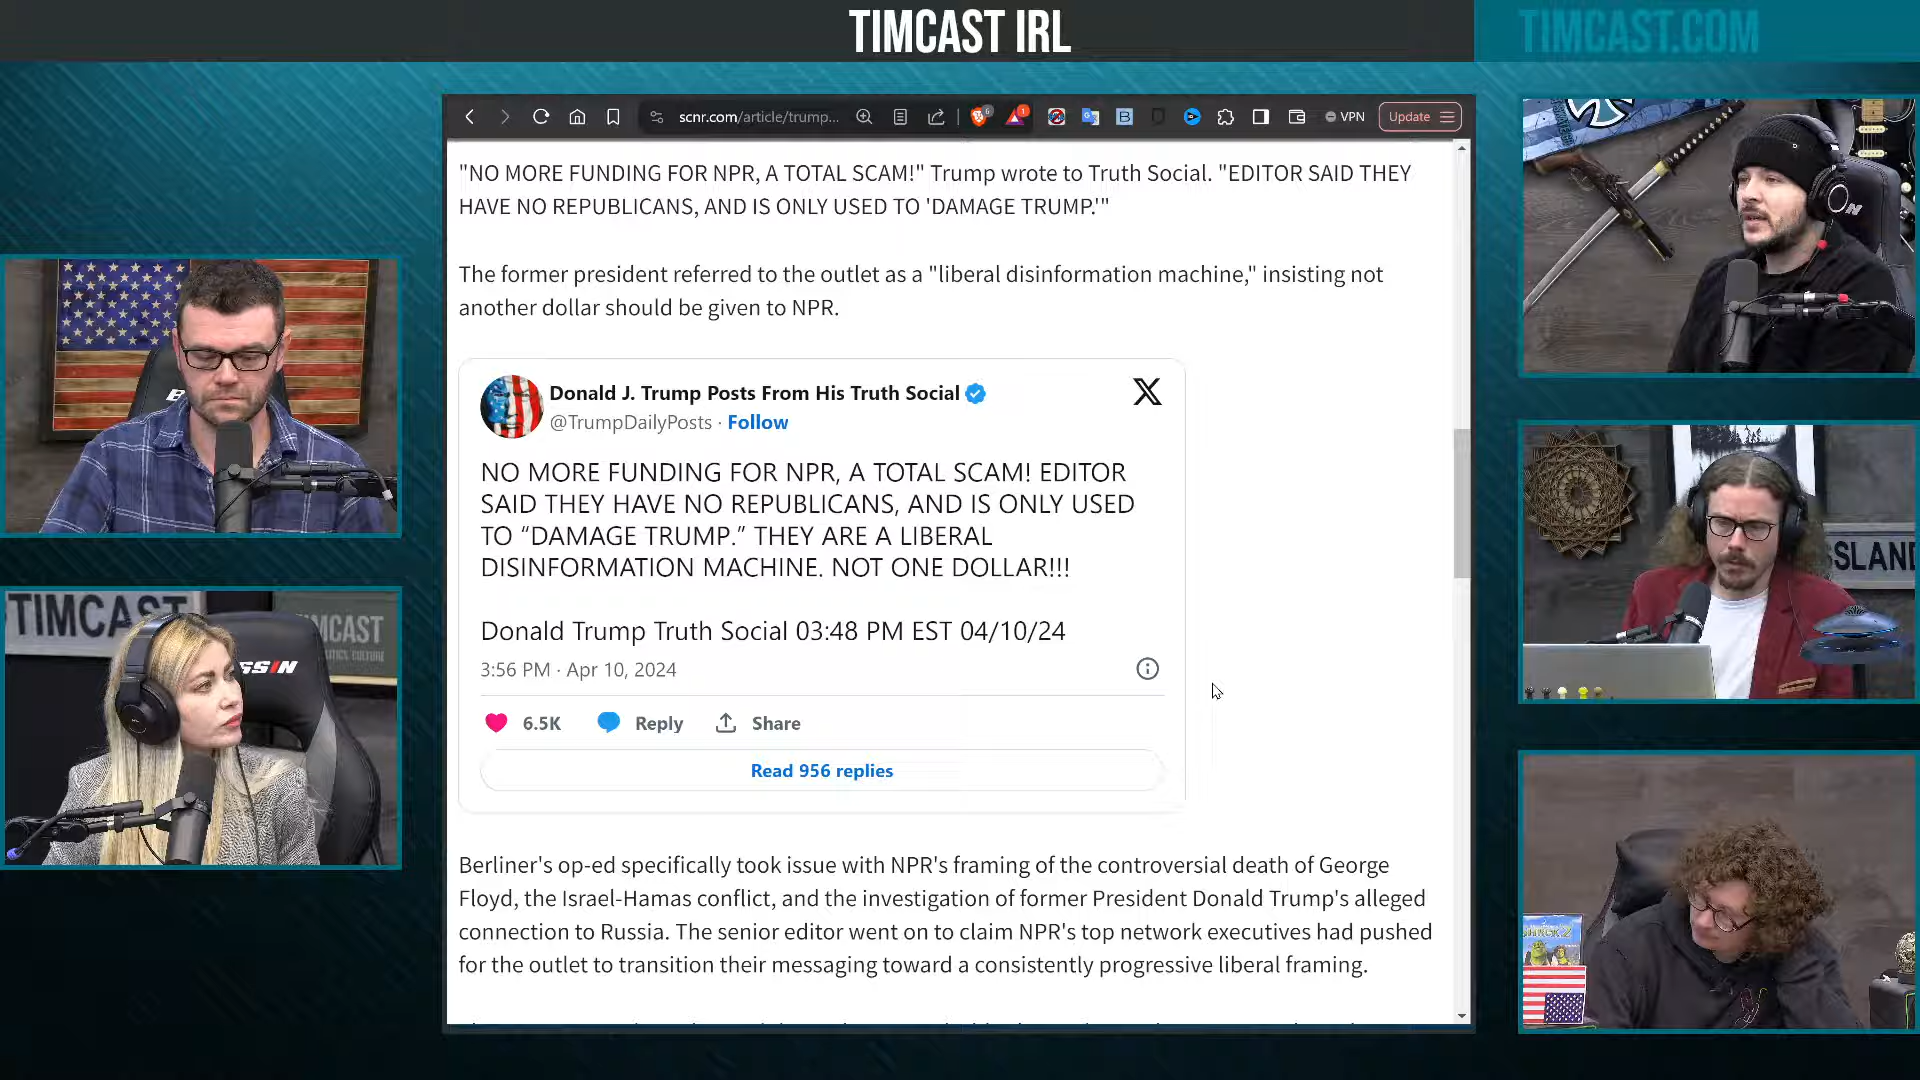 TIMCAST IRL
TIMCAST.COM
scnr.com/article/trump...
VPN
Update
"NO MORE FUNDING FOR NPR, A TOTAL SCAM!" Trump wrote to Truth Social. "EDITOR SAID THEY
HAVE NO REPUBLICANS, AND IS ONLY USED TO 'DAMAGE TRUMP.'"
The former president referred to the outlet as a "liberal disinformation machine," insisting not
another dollar should be given to NPR.
Donald J. Trump Posts From His Truth Social
@TrumpDailyPosts · Follow
NO MORE FUNDING FOR NPR, A TOTAL SCAM! EDITOR
SAID THEY HAVE NO REPUBLICANS, AND IS ONLY USED
TO “DAMAGE TRUMP.” THEY ARE A LIBERAL
DISINFORMATION MACHINE. NOT ONE DOLLAR!!!
Donald Trump Truth Social 03:48 PM EST 04/10/24
3:56 PM · Apr 10, 2024
6.5K Reply Share
Read 956 replies
Berliner's op-ed specifically took issue with NPR's framing of the controversial death of George
Floyd, the Israel-Hamas conflict, and the investigation of former President Donald Trump's alleged
connection to Russia. The senior editor went on to claim NPR's top network executives had pushed
for the outlet to transition their messaging toward a consistently progressive liberal framing.
TIMCAST
MCAST
SSIN
SLAND